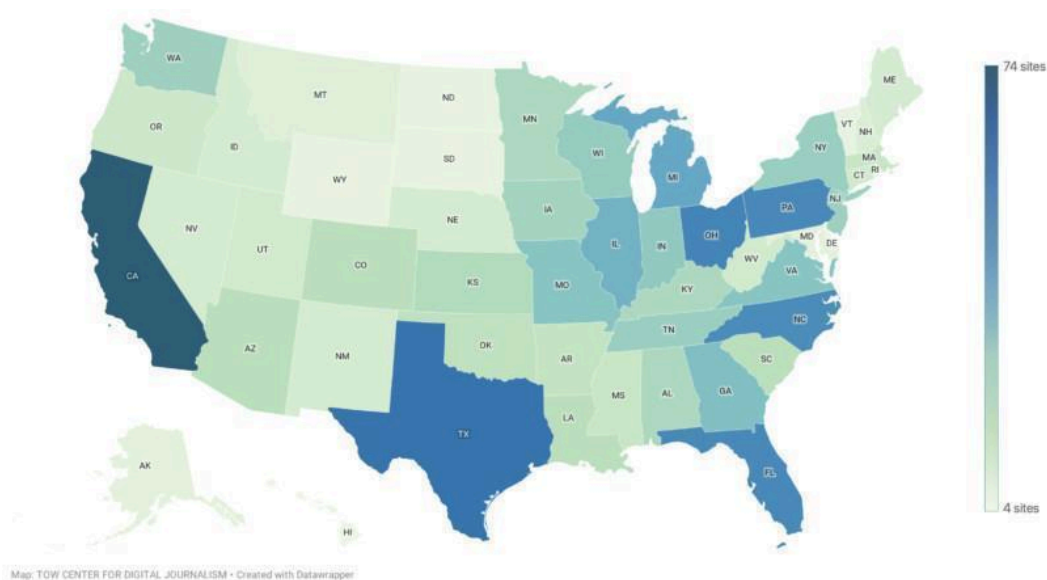 74 sites
WA
ME
MT
ND
VT
OR
MN
NH
ID
WI
NY
MA
SD
RI
CT
WY
MI
IA
PA
NJ
NE
NV
OH
MD
DE
IL
IN
UT
WV
CO
CA
VA
KS
MO
KY
NC
TN
OK
AZ
NM
AR
SC
MS
AL
GA
LA
TX
AK
FL
4 sites
HI
Map: TOW CENTER FOR DIGITAL JOURNALISM • Created with Datawrapper